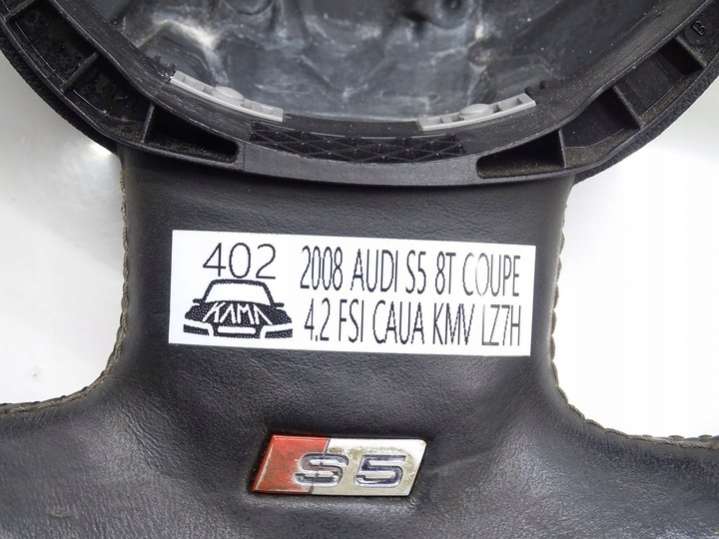 402
KAMA
2008 AUDI S5 8T COUPE
4.2 FSI CAUA KMV LZ7H
S5